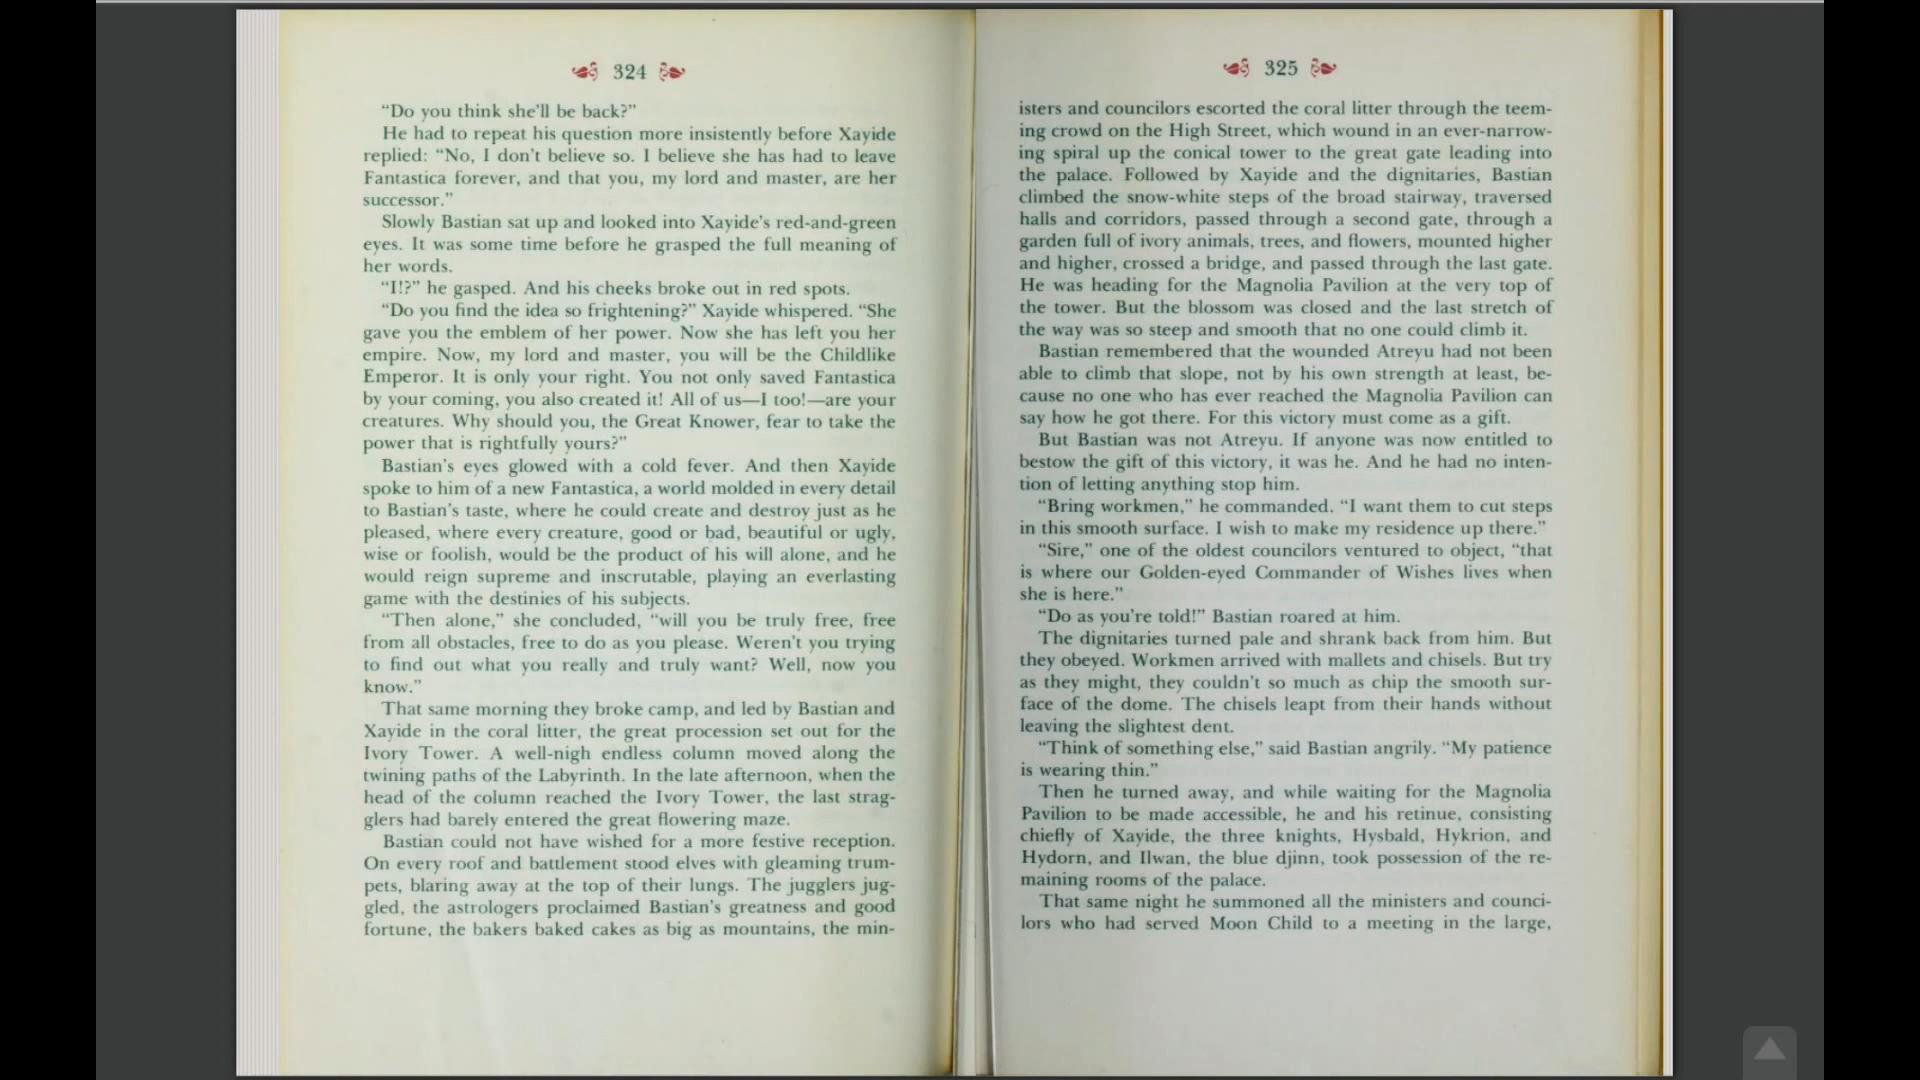 324
“Do you think she'll be back?”
He had to repeat his question more insistently before Xayide
replied: “No, I don't believe so. I believe she has had to leave
Fantastica forever, and that you, my lord and master, are her
successor.”
Slowly Bastian sat up and looked into Xayide's red-and-green
eyes. It was some time before he grasped the full meaning of
her words.
“I!?” he gasped. And his cheeks broke out in red spots.
“Do you find the idea so frightening?” Xayide whispered. “She
gave you the emblem of her power. Now she has left you her
empire. Now, my lord and master, you will be the Childlike
Emperor. It is only your right. You not only saved Fantastica
by your coming, you also created it! All of us—I too!—are your
creatures. Why should you, the Great Knower, fear to take the
power that is rightfully yours?”
Bastian's eyes glowed with a cold fever. And then Xayide
spoke to him of a new Fantastica, a world molded in every detail
to Bastian's taste, where he could create and destroy just as he
pleased, where every creature, good or bad, beautiful or ugly,
wise or foolish, would be the product of his will alone, and he
would reign supreme and inscrutable, playing an everlasting
game with the destinies of his subjects.
“Then alone,” she concluded, “will you be truly free, free
from all obstacles, free to do as you please. Weren't you trying
to find out what you really and truly want? Well, now you
know.”
That same morning they broke camp, and led by Bastian and
Xayide in the coral litter, the great procession set out for the
Ivory Tower. A well-nigh endless column moved along the
twining paths of the Labyrinth. In the late afternoon, when the
head of the column reached the Ivory Tower, the last strag-
glers had barely entered the great flowering maze.
Bastian could not have wished for a more festive reception.
On every roof and battlement stood elves with gleaming trum-
pets, blaring away at the top of their lungs. The jugglers jug-
gled, the astrologers proclaimed Bastian's greatness and good
fortune, the bakers baked cakes as big as mountains, the min-
325
isters and councilors escorted the coral litter through the teem-
ing crowd on the High Street, which wound in an ever-narrow-
ing spiral up the conical tower to the great gate leading into
the palace. Followed by Xayide and the dignitaries, Bastian
climbed the snow-white steps of the broad stairway, traversed
halls and corridors, passed through a second gate, through a
garden full of ivory animals, trees, and flowers, mounted higher
and higher, crossed a bridge, and passed through the last gate.
He was heading for the Magnolia Pavilion at the very top of
the tower. But the blossom was closed and the last stretch of
the way was so steep and smooth that no one could climb it.
Bastian remembered that the wounded Atreyu had not been
able to climb that slope, not by his own strength at least, be-
cause no one who has ever reached the Magnolia Pavilion can
say how he got there. For this victory must come as a gift.
But Bastian was not Atreyu. If anyone was now entitled to
bestow the gift of this victory, it was he. And he had no inten-
tion of letting anything stop him.
“Bring workmen,” he commanded. “I want them to cut steps
in this smooth surface. I wish to make my residence up there.”
“Sire,” one of the oldest councilors ventured to object, “that
is where our Golden-eyed Commander of Wishes lives when
she is here.”
“Do as you're told!” Bastian roared at him.
The dignitaries turned pale and shrank back from him. But
they obeyed. Workmen arrived with mallets and chisels. But try
as they might, they couldn't so much as chip the smooth sur-
face of the dome. The chisels leapt from their hands without
leaving the slightest dent.
“Think of something else,” said Bastian angrily. “My patience
is wearing thin.”
Then he turned away, and while waiting for the Magnolia
Pavilion to be made accessible, he and his retinue, consisting
chiefly of Xayide, the three knights, Hysbald, Hykrion, and
Hydorn, and Ilwan, the blue djinn, took possession of the re-
maining rooms of the palace.
That same night he summoned all the ministers and counci-
lors who had served Moon Child to a meeting in the large,